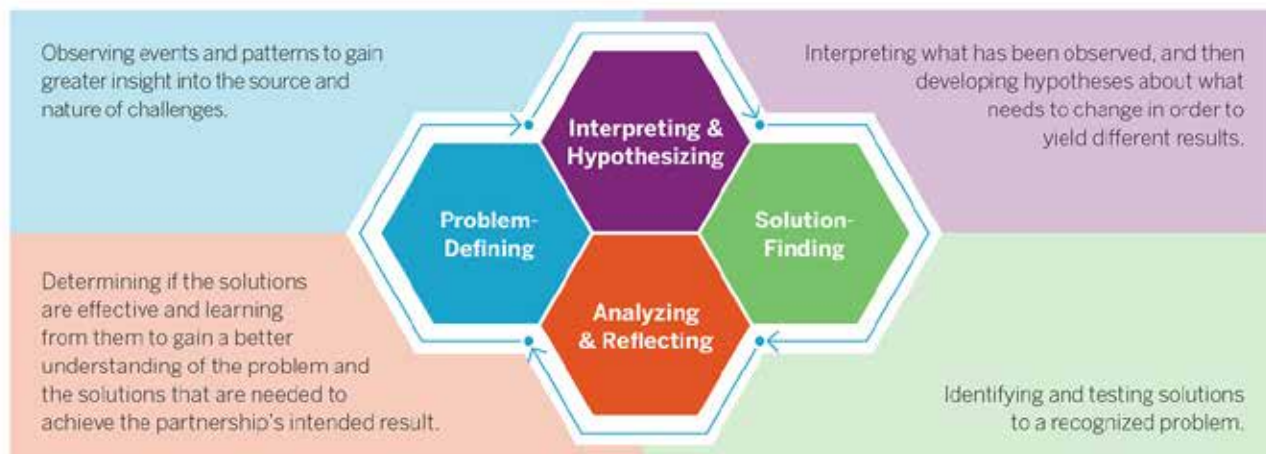 Observing events and patterns to gain
greater insight into the source and
nature of challenges.
Interpreting what has been observed, and then
developing hypotheses about what
needs to change in order to
yield different results.
Interpreting &
Hypothesizing
Problem-
Defining
Solution-
Finding
Analyzing
& Reflecting
Determining if the solutions
are effective and learning
from them to gain a better
understanding of the problem and
the solutions that are needed to
achieve the partnership's intended result.
Identifying and testing solutions
to a recognized problem.